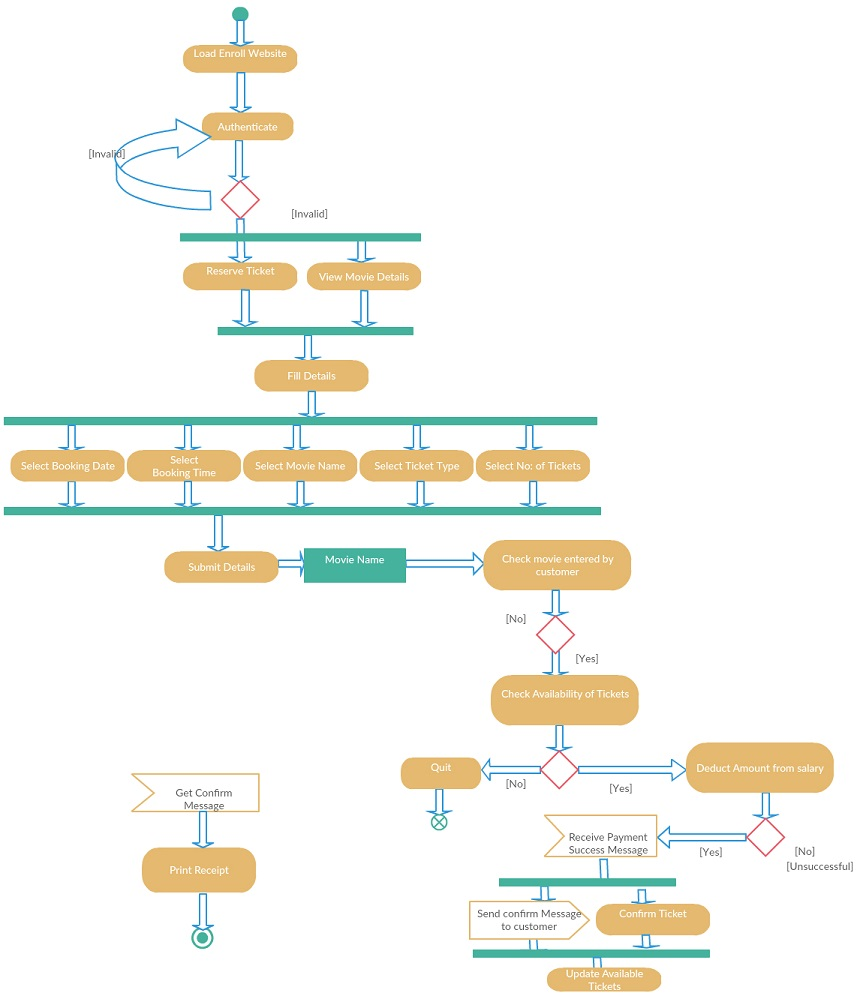 Load Enroll Website
Authenticate
[Invalid]
[Invalid]
Reserve Ticket
View Movie Details
Fill Details
Select Booking Date
Select
Booking Time
Select Movie Name
Select Ticket Type
Select No: of Tickets
Submit Details
Movie Name
Check movie entered by
customer
[No]
[Yes]
Check Availability of Tickets
Quit
[No]
[Yes]
Deduct Amount from salary
Get Confirm
Message
Receive Payment
Success Message
[Yes]
[No]
[Unsuccessful]
Print Receipt
Send confirm Message
to customer
Confirm Ticket
Update Available
Tickets